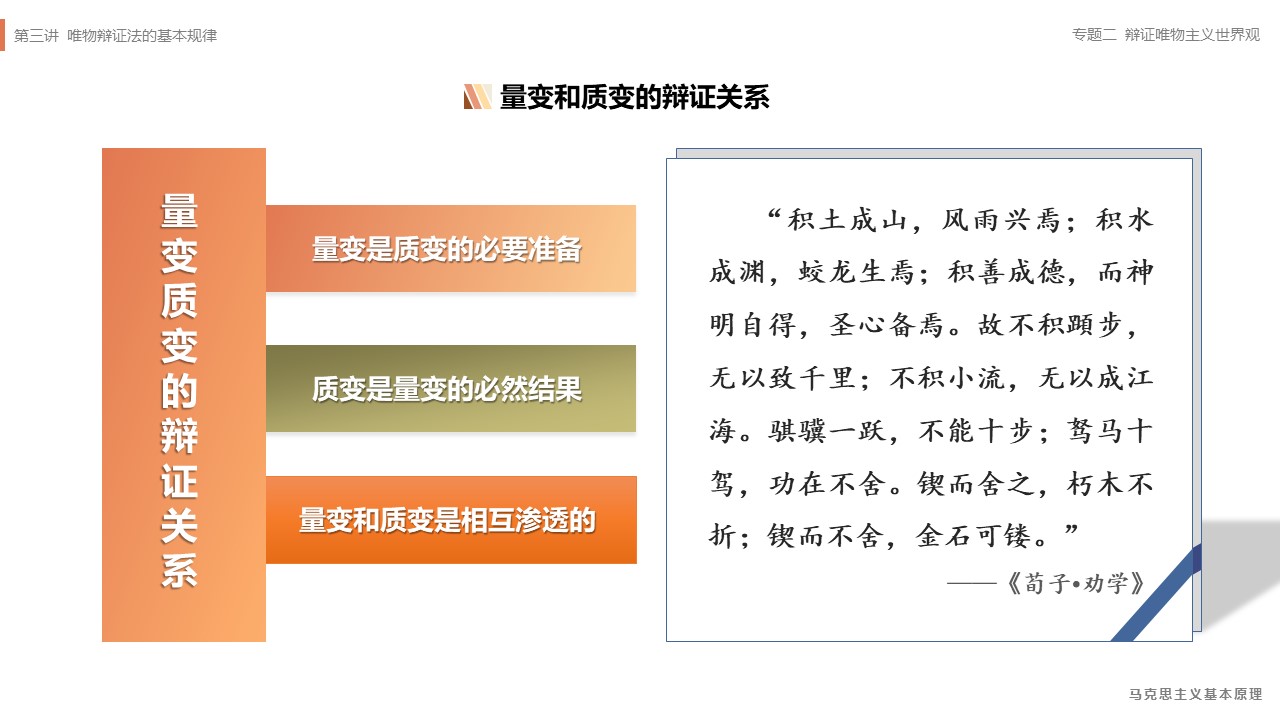 第三讲 唯物辩证法的基本规律
专题二 辩证唯物主义世界观
量变和质变的辩证关系
量变质变的辩证关系
量变是质变的必要准备
质变是量变的必然结果
量变和质变是相互渗透的
“积土成山，风雨兴焉；积水
成渊，蛟龙生焉；积善成德，而神
明自得，圣心备焉。故不积蹞步，
无以致千里；不积小流，无以成江
海。骐骥一跃，不能十步；驽马十
驾，功在不舍。锲而舍之，朽木不
折；锲而不舍，金石可镂。”
——《荀子•劝学》
马克思主义基本原理